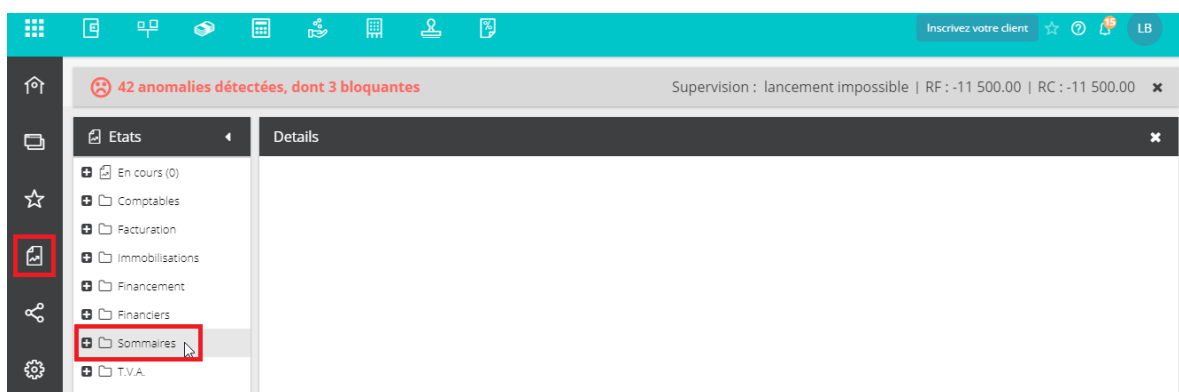 Inscrivez votre client
15
LB
42 anomalies détectées, dont 3 bloquantes
Supervision : lancement impossible | RF : -11 500.00 | RC : -11 500.00
Etats
Details
En cours (0)
Comptables
Facturation
Immobilisations
Financement
Financiers
Sommaires
T.V.A.